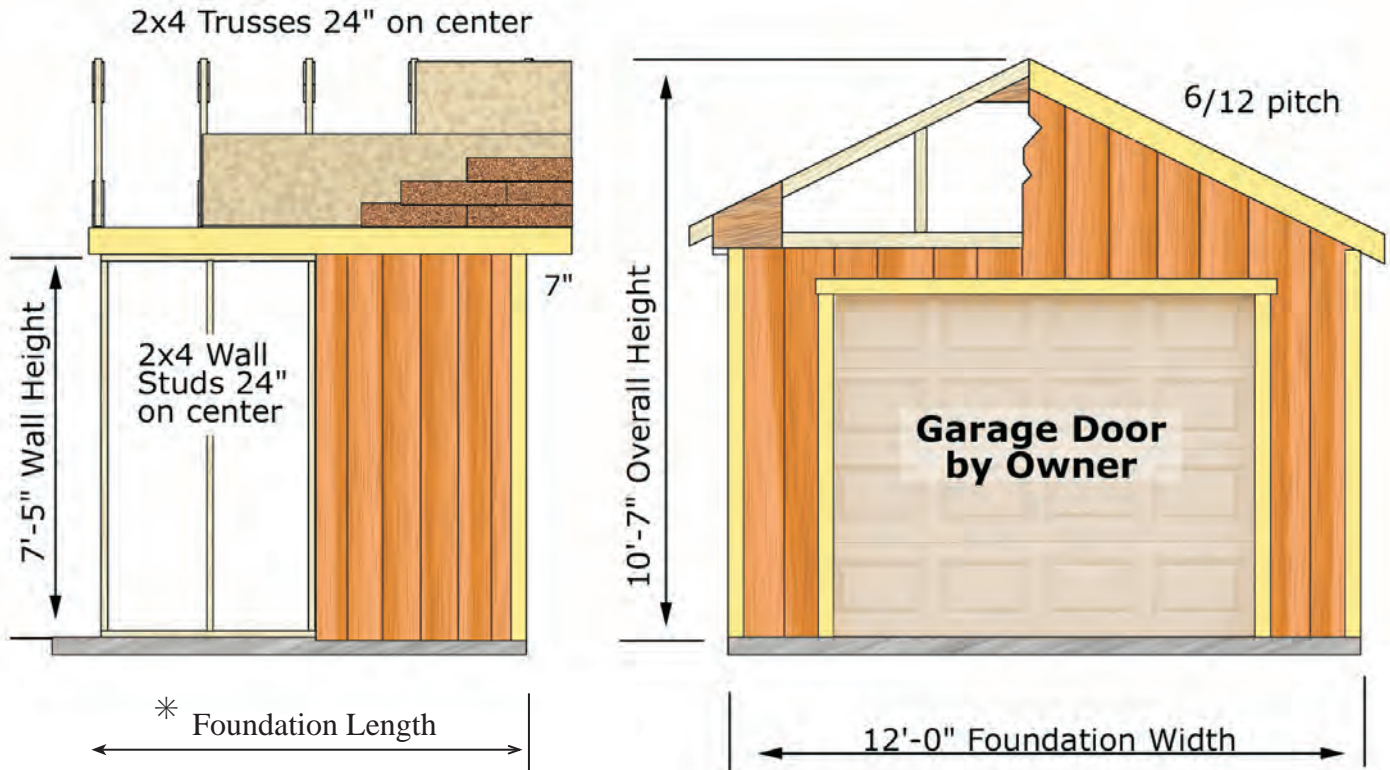 2x4 Trusses 24" on center
7'-5" Wall Height
2x4 Wall
Studs 24"
on center
7"
* Foundation Length
10'-7" Overall Height
6/12 pitch
Garage Door
by Owner
12'-0" Foundation Width